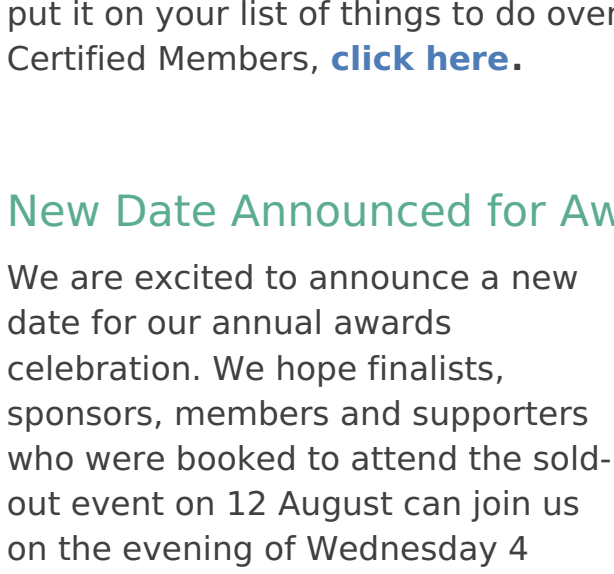 put it on your list of things to do over
Certified Members, click here.
New Date Announced for Aw
We are excited to announce a new
date for our annual awards
celebration. We hope finalists,
sponsors, members and supporters
who were booked to attend the sold-
out event on 12 August can join us
on the evening of Wednesday 4